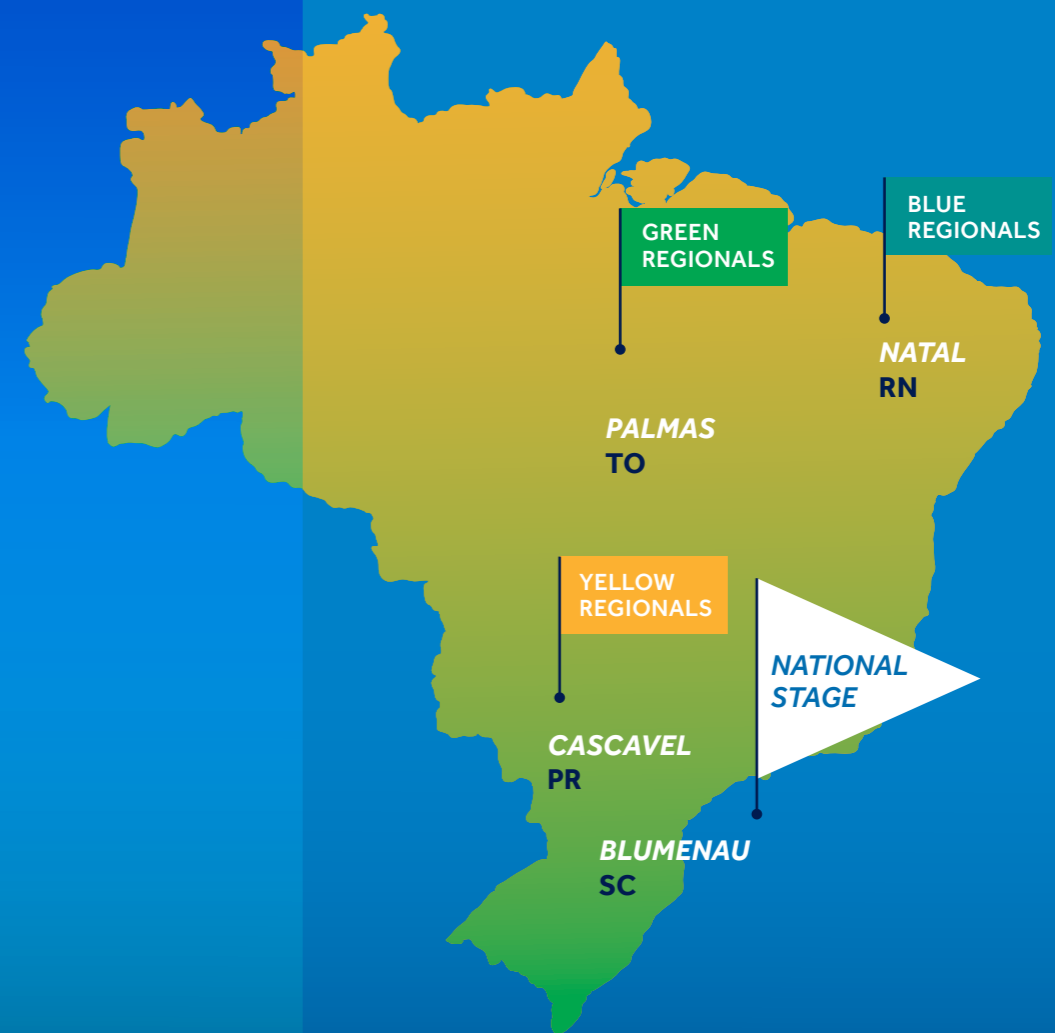 BLUE
REGIONALS
GREEN
REGIONALS
NATAL
RN
PALMAS
TO
YELLOW
REGIONALS
NATIONAL
STAGE
CASCAVEL
PR
BLUMENAU
SC